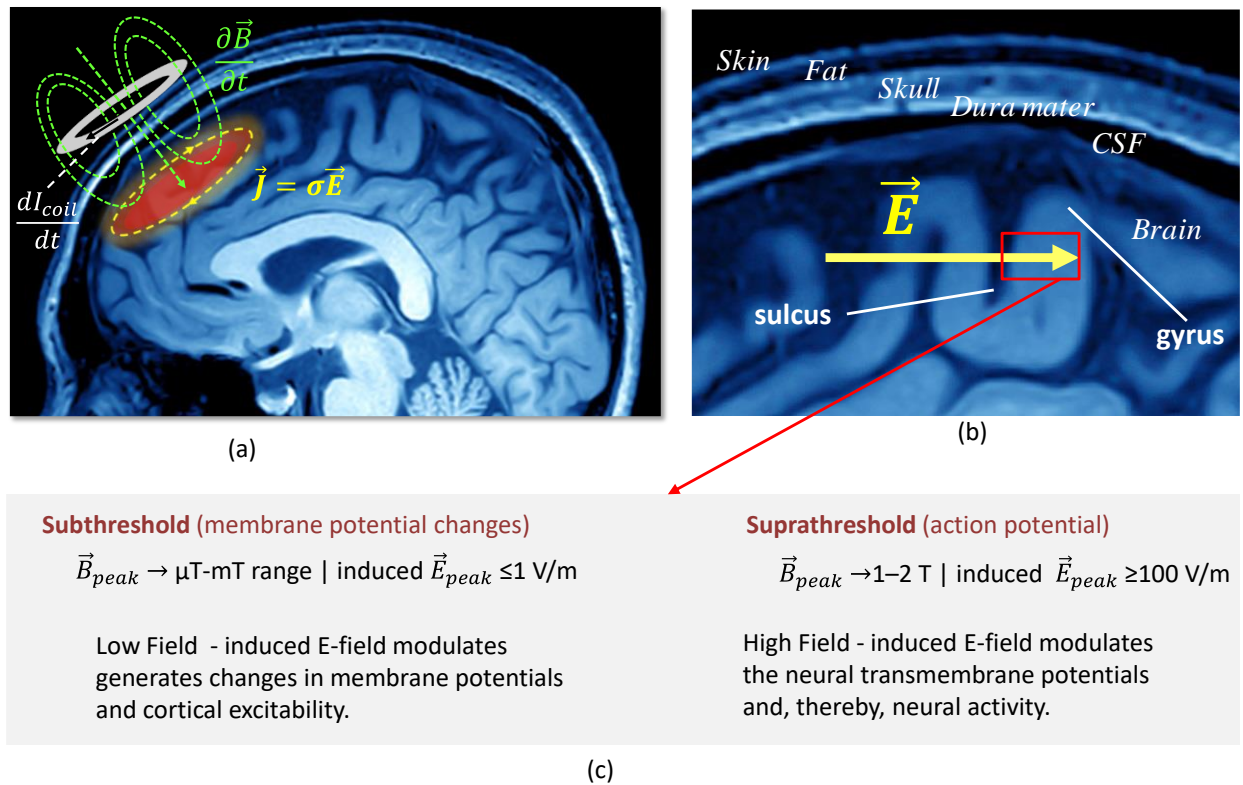 ∂B⃗
∂t
dI_coil
dt
J⃗ = σE⃗
(a)
Skin
Fat
Skull
Dura mater
CSF
E⃗
Brain
sulcus
gyrus
(b)
Subthreshold (membrane potential changes)
B⃗_peak → µT-mT range | induced E⃗_peak ≤1 V/m
Low Field - induced E-field modulates
generates changes in membrane potentials
and cortical excitability.
Suprathreshold (action potential)
B⃗_peak →1–2 T | induced E⃗_peak ≥100 V/m
High Field - induced E-field modulates
the neural transmembrane potentials
and, thereby, neural activity.
(c)